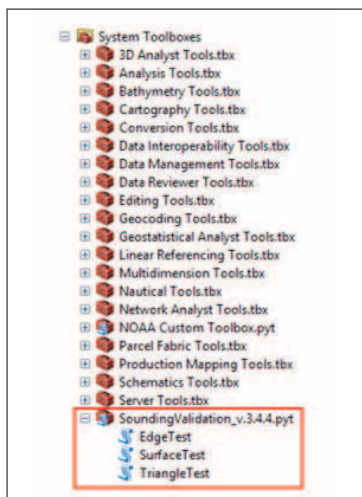 System Toolboxes
3D Analyst Tools.tbx
Analysis Tools.tbx
Bathymetry Tools.tbx
Cartography Tools.tbx
Conversion Tools.tbx
Data Interoperability Tools.tbx
Data Management Tools.tbx
Data Reviewer Tools.tbx
Editing Tools.tbx
Geocoding Tools.tbx
Geostatistical Analyst Tools.tbx
Linear Referencing Tools.tbx
Multidimension Tools.tbx
Nautical Tools.tbx
Network Analyst Tools.tbx
NOAA Custom Toolbox.pyt
Parcel Fabric Tools.tbx
Production Mapping Tools.tbx
Schematics Tools.tbx
Server Tools.tbx
SoundingValidation_v.3.4.4.pyt
EdgeTest
SurfaceTest
TriangleTest